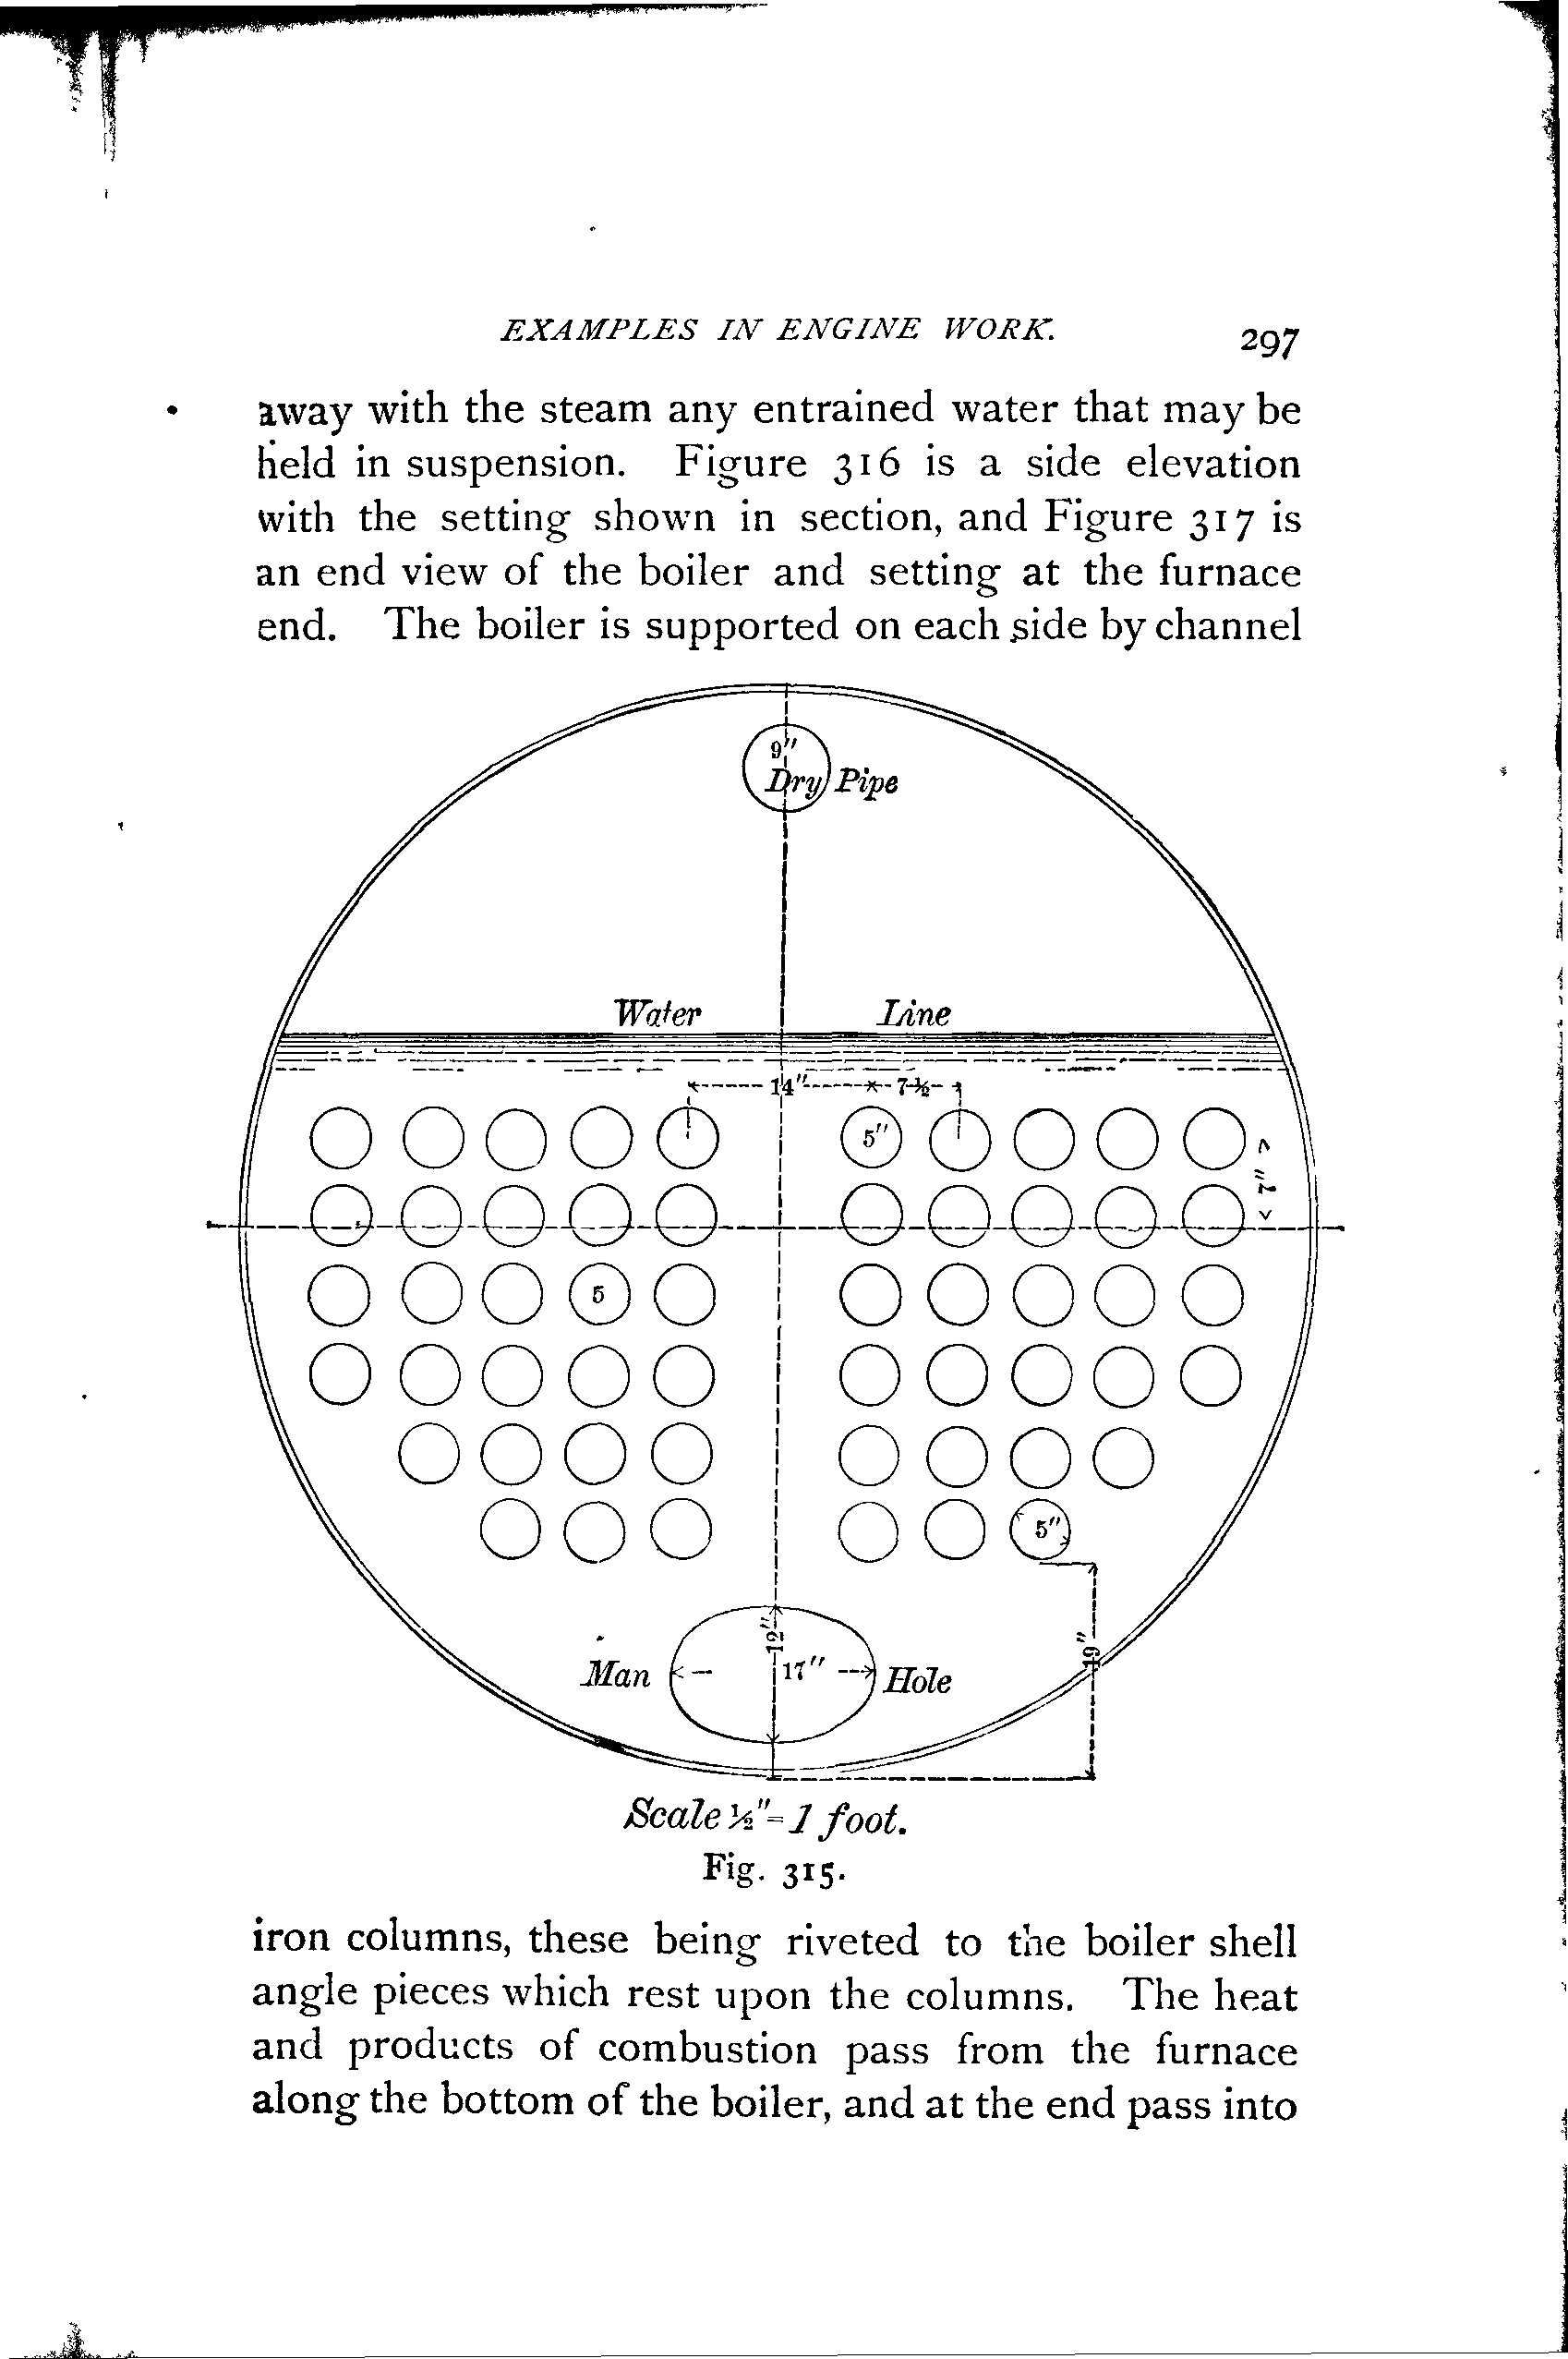 EXAMPLES IN ENGINE WORK. 297
away with the steam any entrained water that may be
held in suspension. Figure 316 is a side elevation
with the setting shown in section, and Figure 317 is
an end view of the boiler and setting at the furnace
end. The boiler is supported on each side by channel
9"
Dry Pipe
Water Line
14" 7½
5"
7"
5
5"
12"
19"
Man 17" Hole
Scale ½"=1 foot.
Fig. 315.
iron columns, these being riveted to the boiler shell
angle pieces which rest upon the columns. The heat
and products of combustion pass from the furnace
along the bottom of the boiler, and at the end pass into